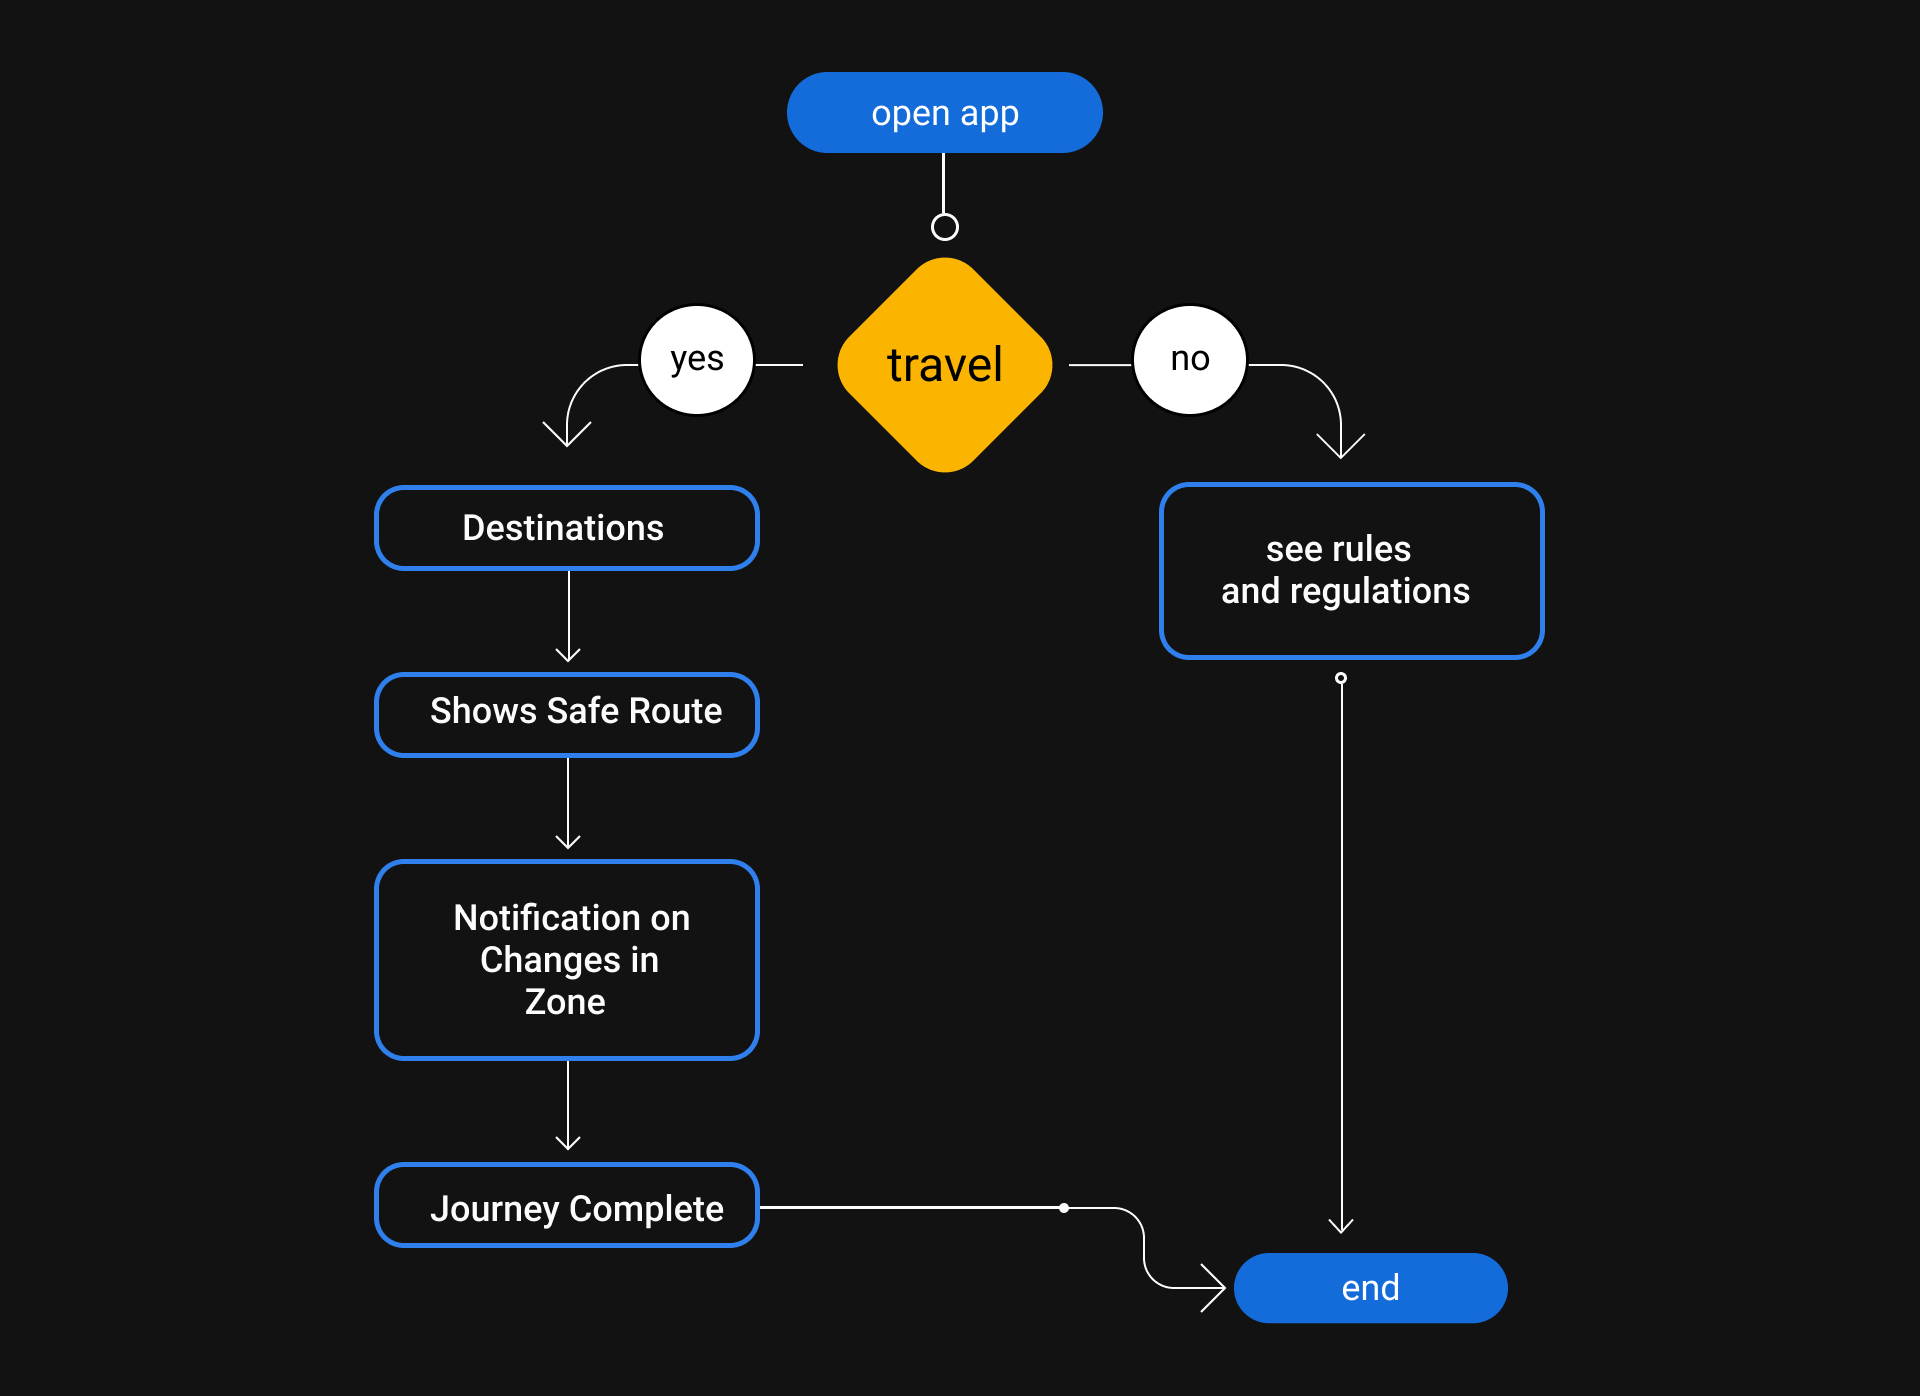 open app
yes
travel
no
Destinations
see rules
and regulations
Shows Safe Route
Notification on
Changes in
Zone
Journey Complete
end